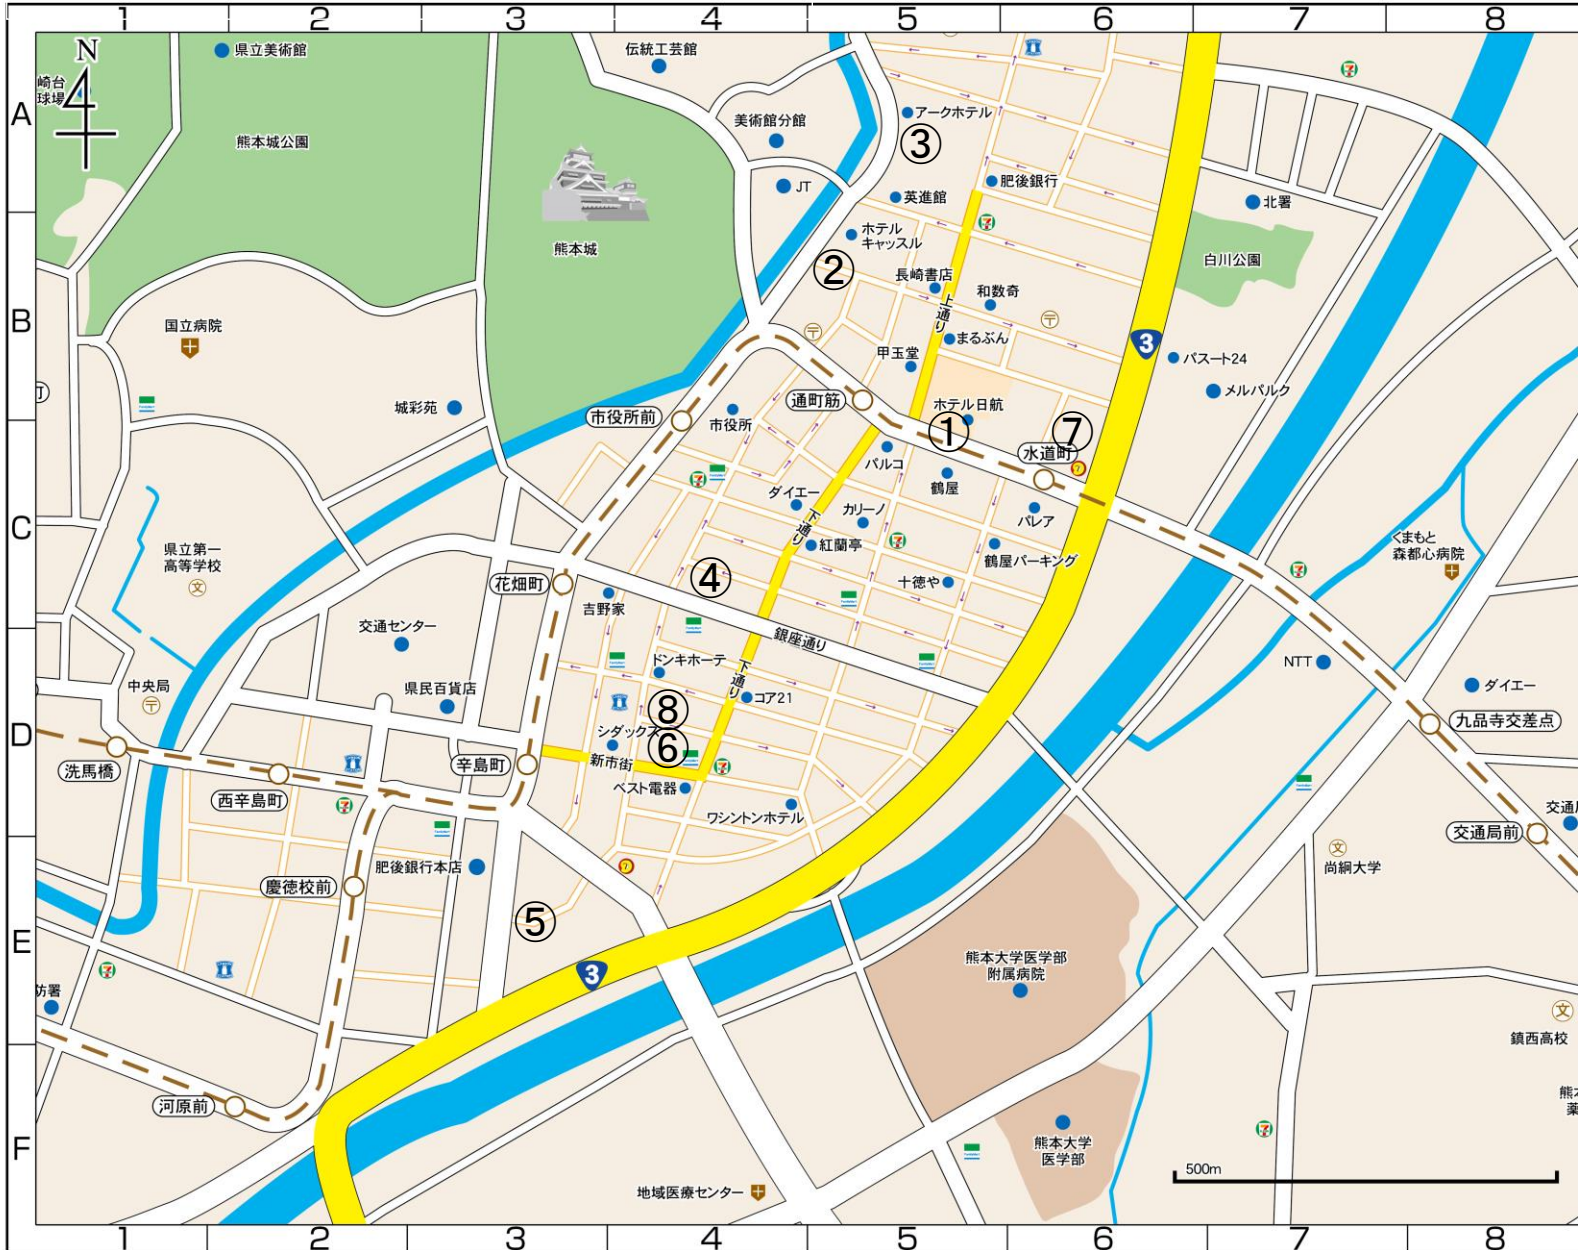 1 2 3 4 5 6 7 8
N
県立美術館
伝統工芸館
崎台
球場
A
アークホテル
美術館分館
③
熊本城公園
JT
肥後銀行
英進館
北署
ホテル
キャッスル
熊本城
白川公園
②
長崎書店
和数奇
上通り
B
国立病院
まるぶん
3
甲玉堂
パスート24
メルパルク
町
城彩苑
通町筋
ホテル日航
市役所前
市役所
①
⑦
水道町
パルコ
鶴屋
ダイエー
カリーノ
パレア
下通り
C
紅蘭亭
くまもと
森都心病院
県立第一
高等学校
文
鶴屋パーキング
花畑町
④
十徳や
吉野家
交通センター
銀座通り
ドンキホーテ
下通り
NTT
中央局
県民百貨店
コア21
ダイエー
⑧
九品寺交差点
D
シダックス
⑥
洗馬橋
辛島町
新市街
西辛島町
ベスト電器
ワシントンホテル
交通局前
肥後銀行本店
文
尚絅大学
慶徳校前
⑤
E
3
熊本大学医学部
附属病院
防署
文
鎮西高校
河原前
F
熊本大学
医学部
500m
地域医療センター
1 2 3 4 5 6 7 8